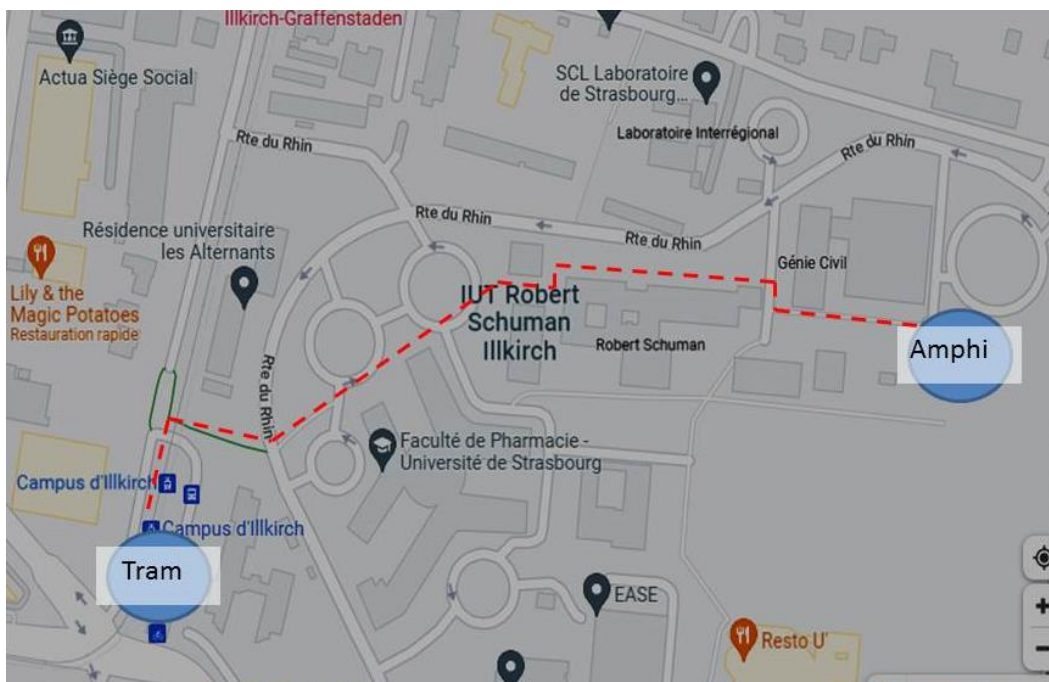 Illkirch-Graffenstaden
Actua Siège Social
SCL Laboratoire
de Strasbourg...
Laboratoire Interrégional
Rte du Rhin
Rte du Rhin
Rte du Rhin
Rte du Rhin
Résidence universitaire
les Alternants
Génie Civil
Lily & the
Magic Potatoes
Restauration rapide
IUT Robert
Schuman
Illkirch
Robert Schuman
Amphi
Rte du Rhin
Faculté de Pharmacie -
Université de Strasbourg
Campus d'Illkirch
Campus d'Illkirch
Tram
EASE
Resto U'